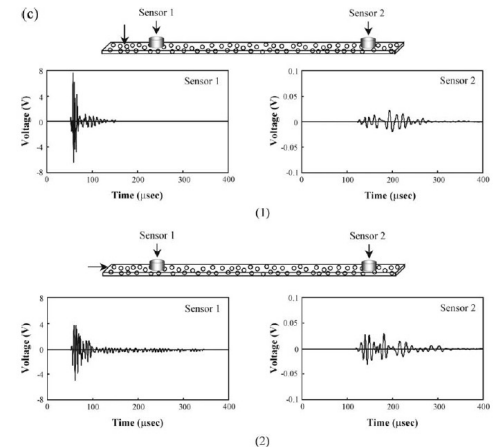 (c)
Sensor 1
Sensor 2
8
4
0
-4
-8
Voltage (V)
Sensor 1
0
100
200
300
400
Time (μsec)
0.1
0.05
0
-0.05
-0.1
Voltage (V)
Sensor 2
0
100
200
300
400
Time (μsec)
(1)
Sensor 1
Sensor 2
8
4
0
-4
-8
Voltage (V)
Sensor 1
0
100
200
300
400
Time (μsec)
0.1
0.05
0
-0.05
-0.1
Voltage (V)
Sensor 2
0
100
200
300
400
Time (μsec)
(2)